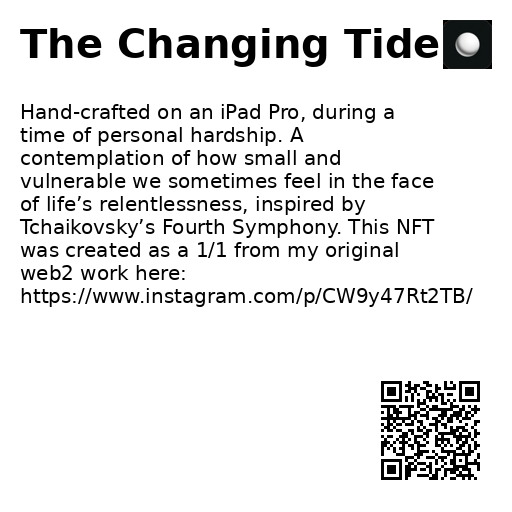 The Changing Tide
Hand-crafted on an iPad Pro, during a
time of personal hardship. A
contemplation of how small and
vulnerable we sometimes feel in the face
of life’s relentlessness, inspired by
Tchaikovsky’s Fourth Symphony. This NFT
was created as a 1/1 from my original
web2 work here:
https://www.instagram.com/p/CW9y47Rt2TB/